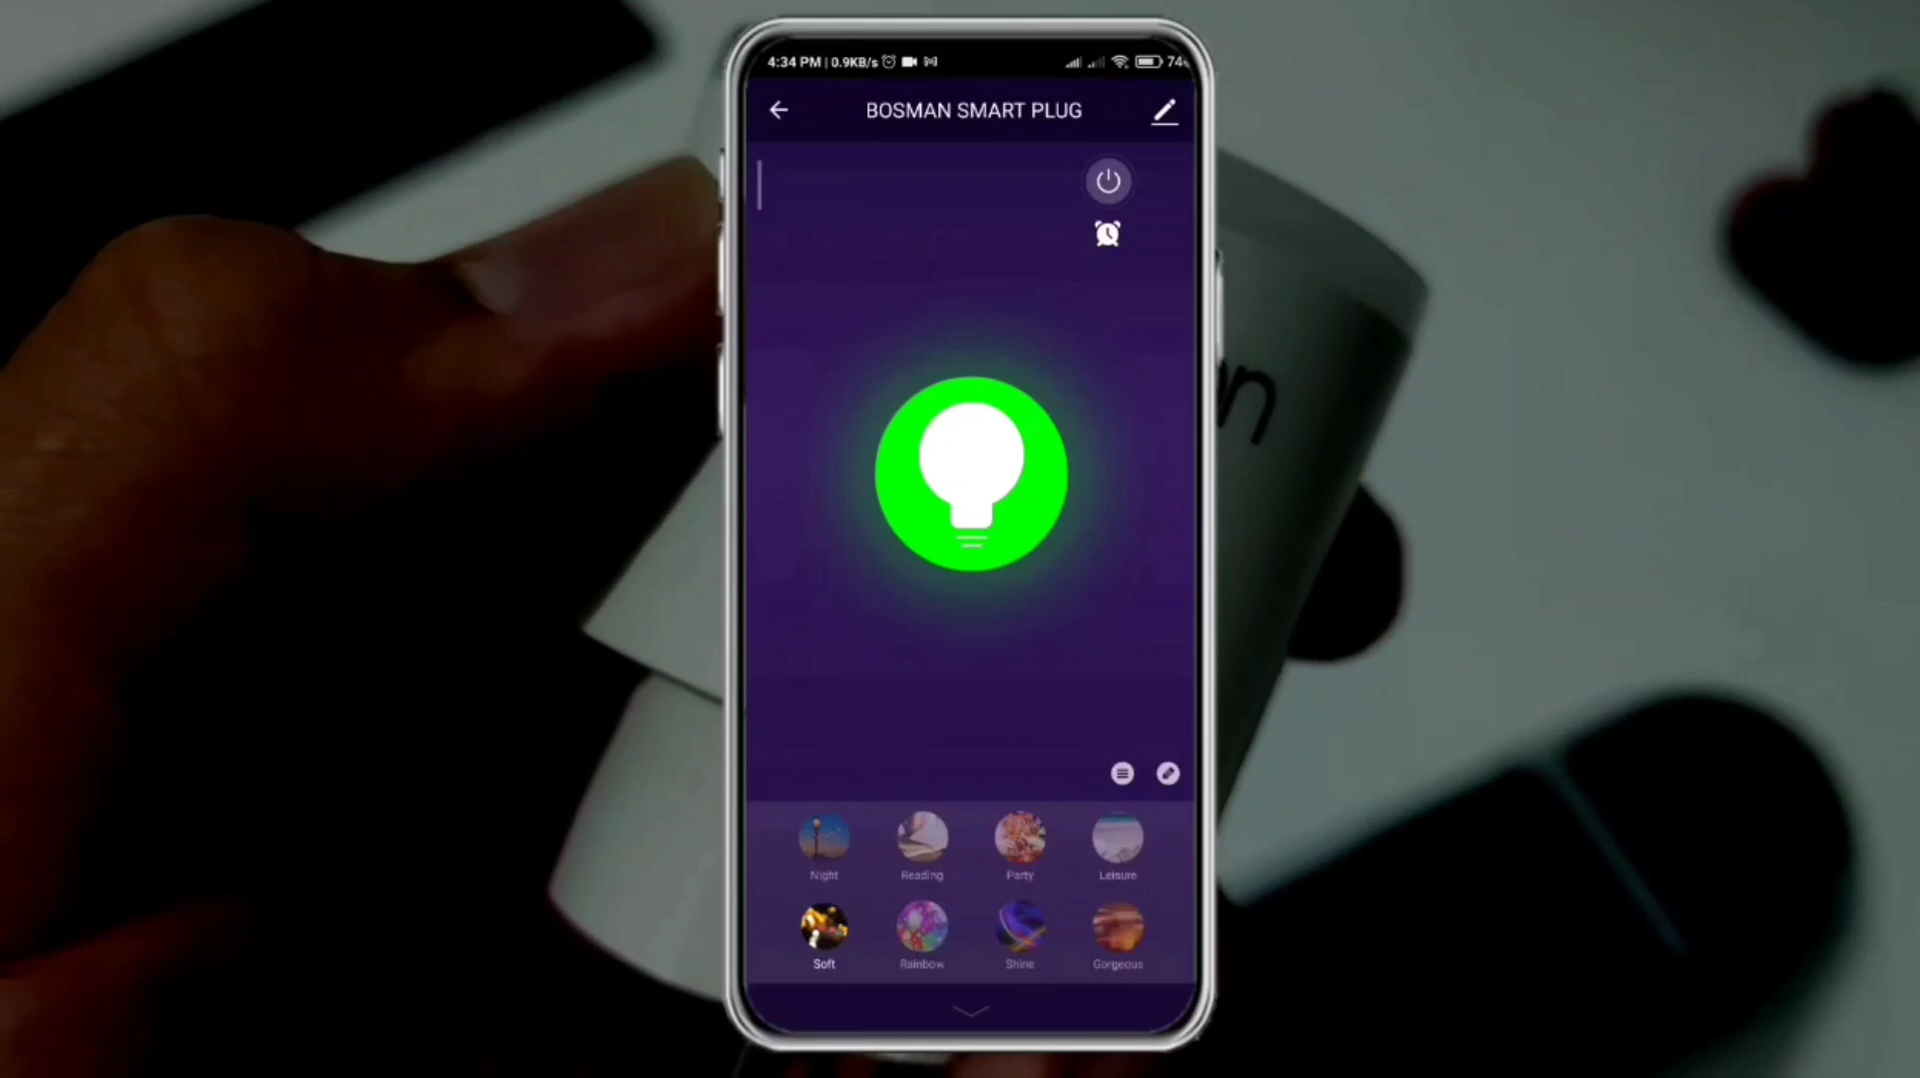 4:34 PM | 0.9KB/s
74
BOSMAN SMART PLUG
Night Reading Party Leisure
Soft Rainbow Shine Gorgeous